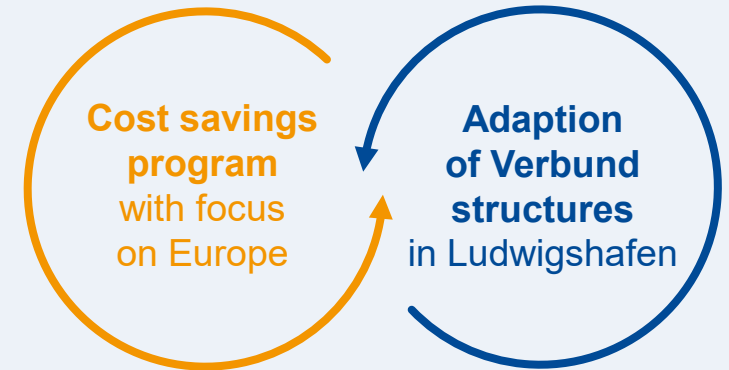 Cost savings
program
with focus
on Europe
Adaption
of Verbund
structures
in Ludwigshafen